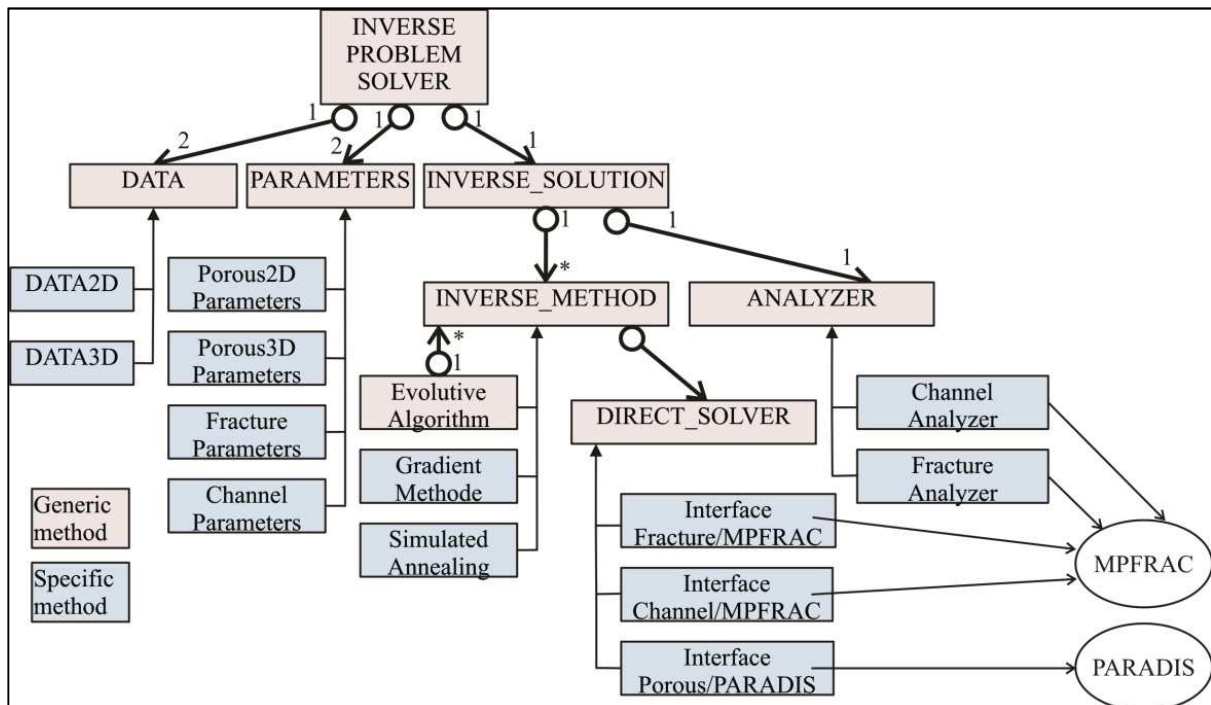 INVERSE
PROBLEM
SOLVER
1
1
1
2
2
1
DATA
PARAMETERS
INVERSE_SOLUTION
1
1
*
1
DATA2D
Porous2D
Parameters
INVERSE_METHOD
ANALYZER
DATA3D
Porous3D
Parameters
*
1
Evolutive
Algorithm
DIRECT_SOLVER
Channel
Analyzer
Fracture
Parameters
Gradient
Methode
Fracture
Analyzer
Generic
method
Channel
Parameters
Simulated
Annealing
Interface
Fracture/MPFRAC
MPFRAC
Specific
method
Interface
Channel/MPFRAC
Interface
Porous/PARADIS
PARADIS